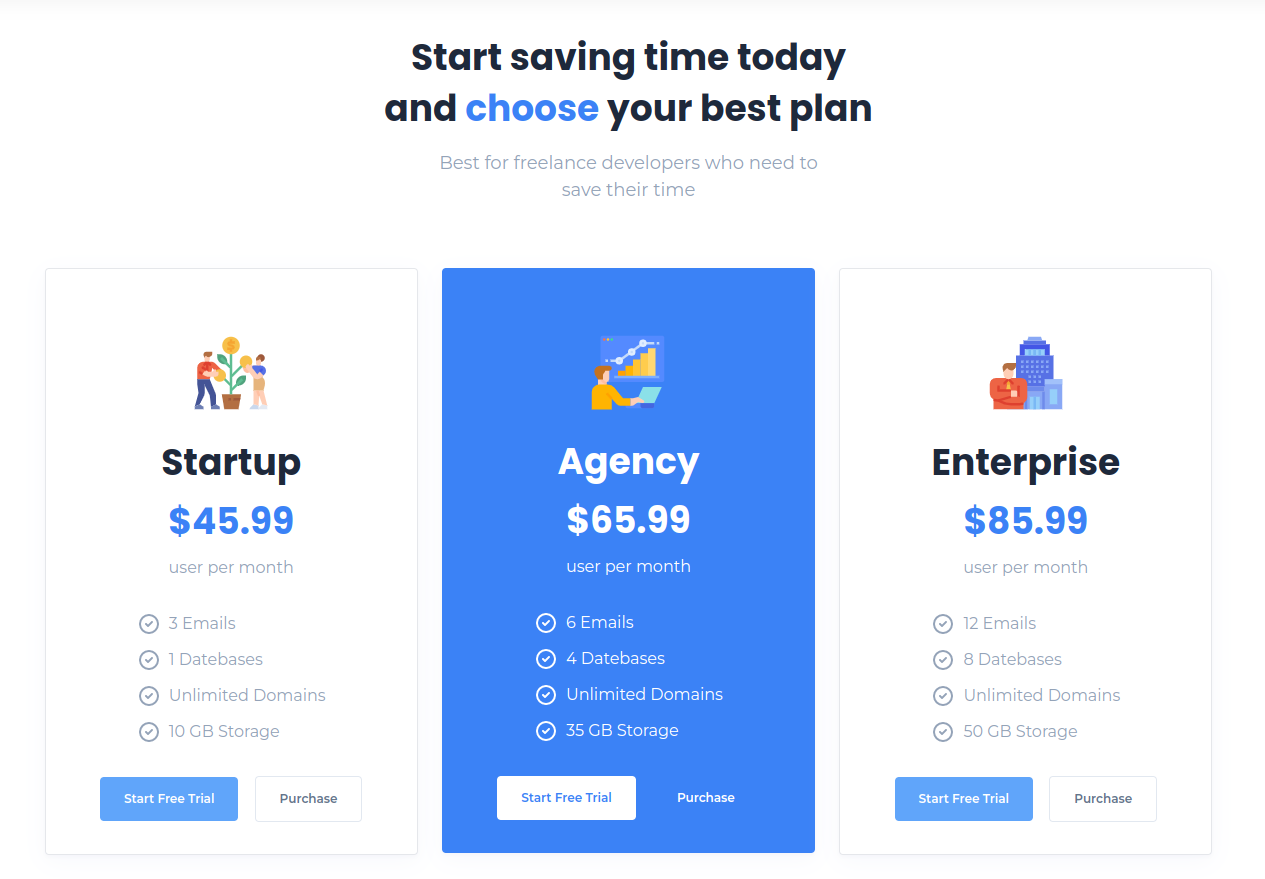 Start saving time today
and choose your best plan
Best for freelance developers who need to
save their time
Startup
$45.99
user per month
3 Emails
1 Datebases
Unlimited Domains
10 GB Storage
Start Free Trial
Purchase
Agency
$65.99
user per month
6 Emails
4 Datebases
Unlimited Domains
35 GB Storage
Start Free Trial
Purchase
Enterprise
$85.99
user per month
12 Emails
8 Datebases
Unlimited Domains
50 GB Storage
Start Free Trial
Purchase